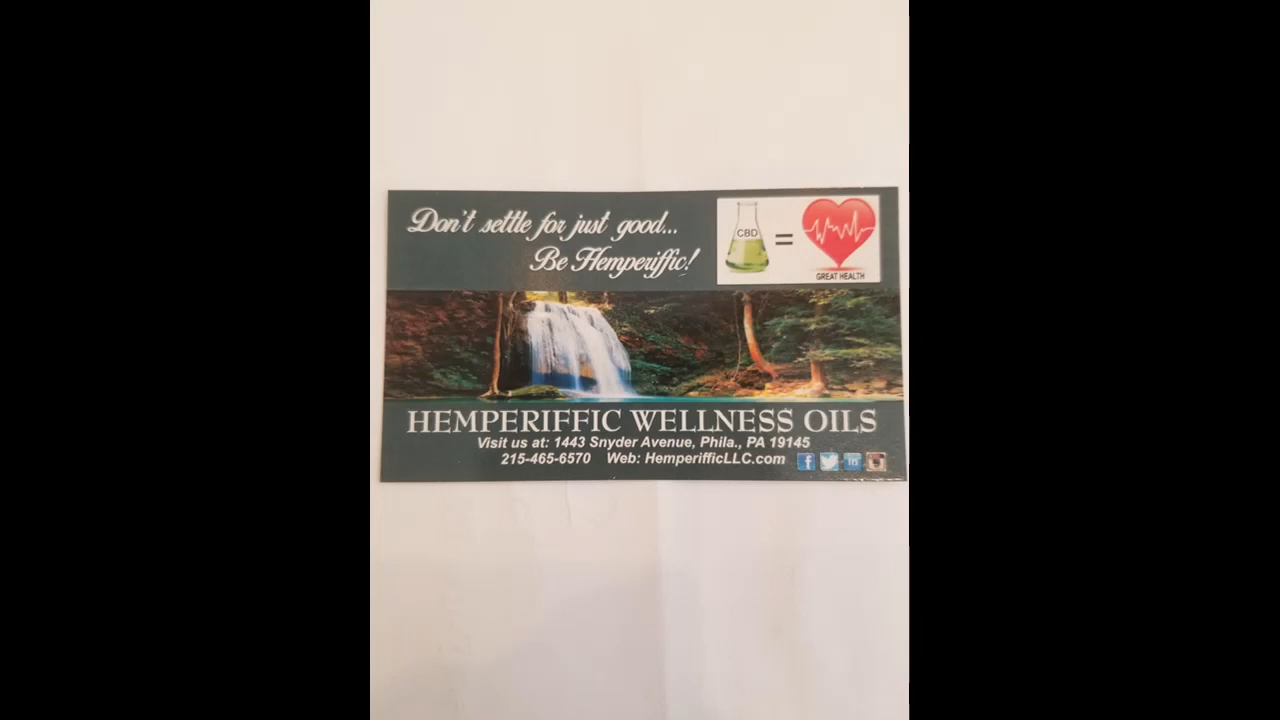 Don't settle for just good...
Be Hemperiffic!
CBD
=
GREAT HEALTH
HEMPERIFFIC WELLNESS OILS
Visit us at: 1443 Snyder Avenue, Phila., PA 19145
215-465-6570 Web: HemperifficLLC.com